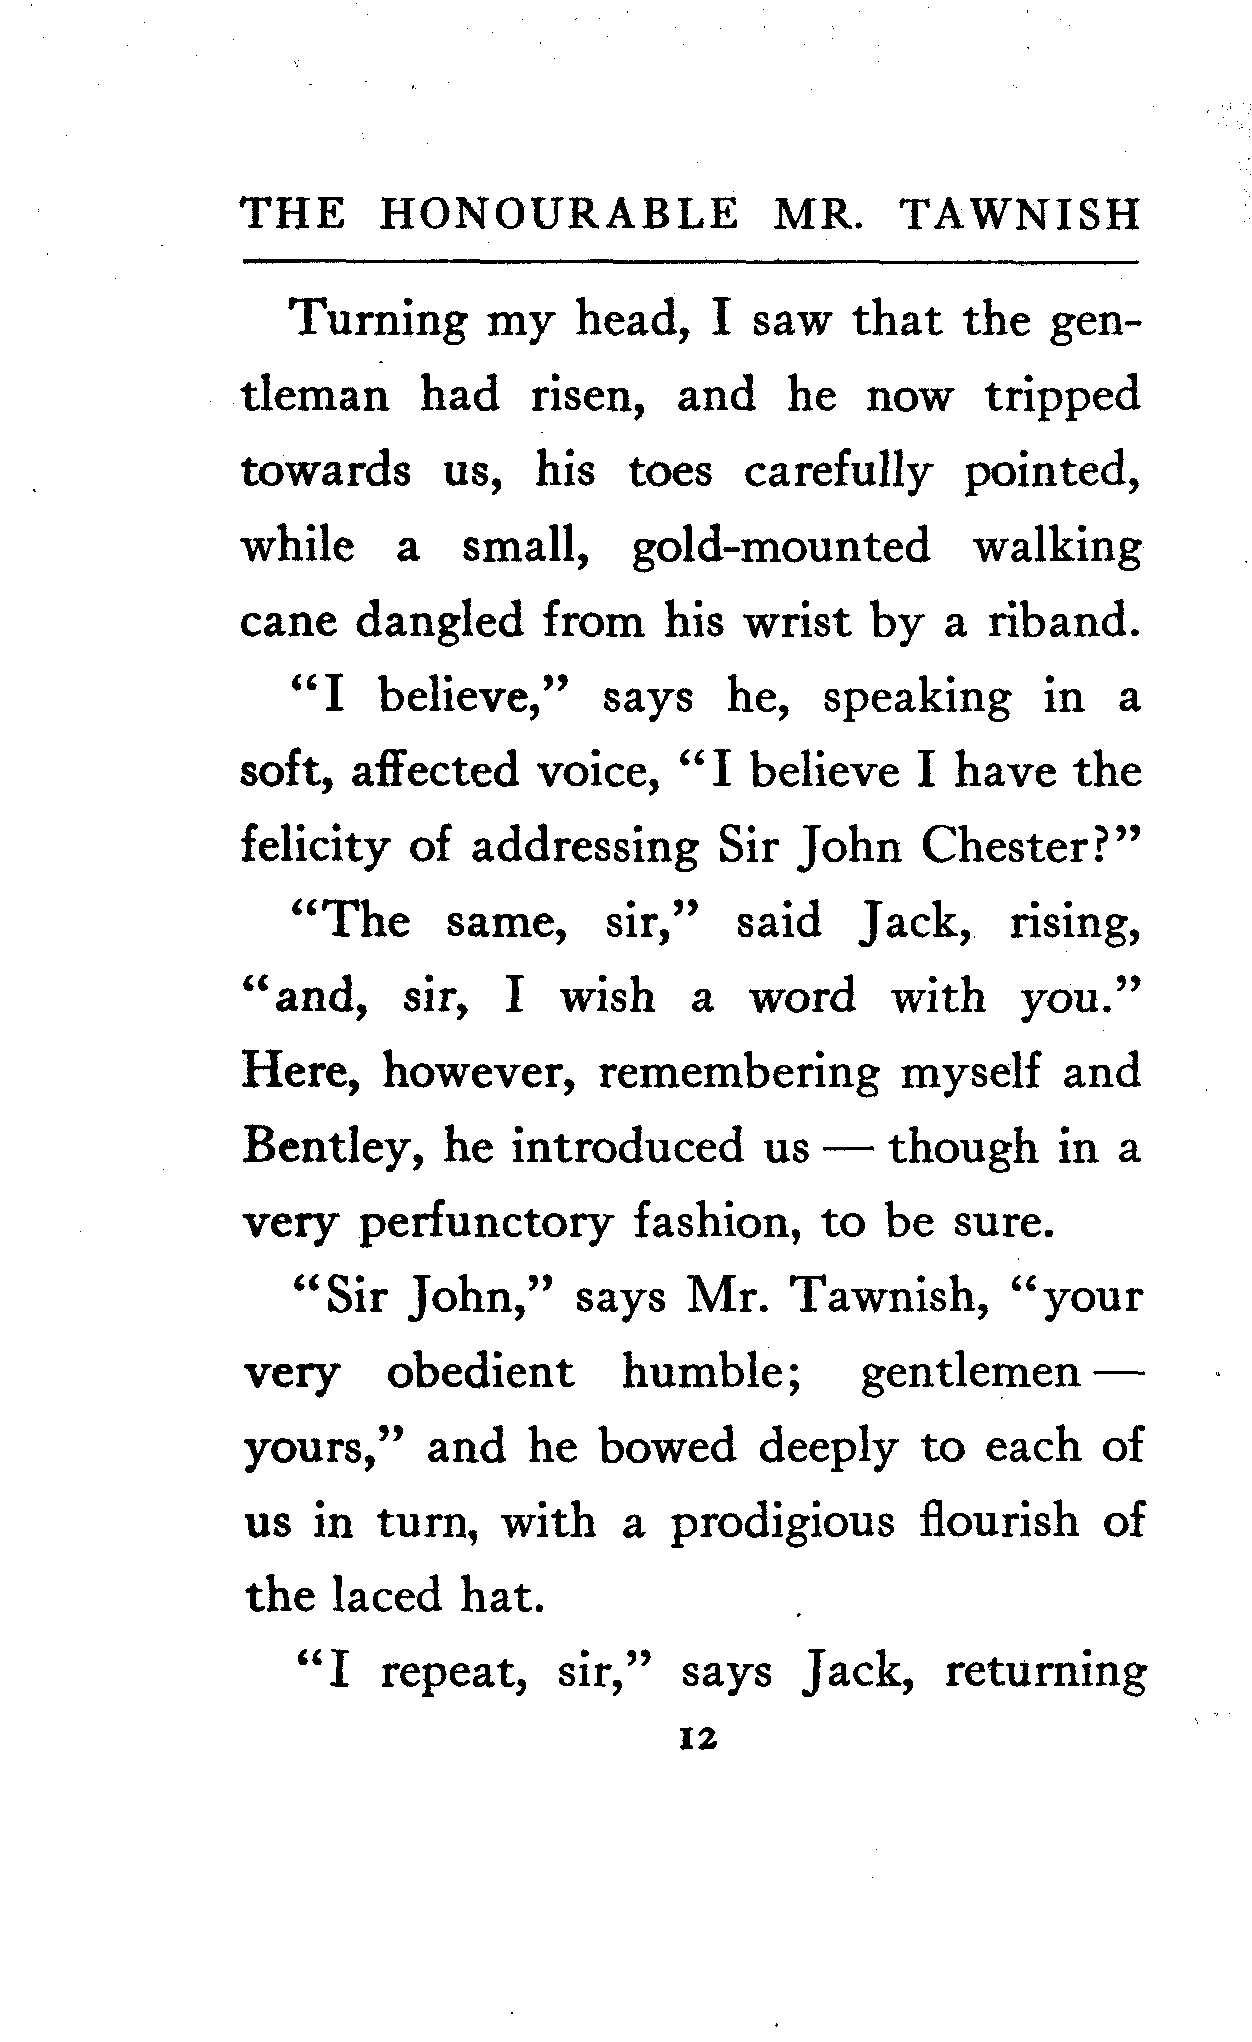 THE HONOURABLE MR. TAWNISH
Turning my head, I saw that the gen-
tleman had risen, and he now tripped
towards us, his toes carefully pointed,
while a small, gold-mounted walking
cane dangled from his wrist by a riband.
“I believe,” says he, speaking in a
soft, affected voice, “I believe I have the
felicity of addressing Sir John Chester?”
“The same, sir,” said Jack, rising,
“and, sir, I wish a word with you.”
Here, however, remembering myself and
Bentley, he introduced us — though in a
very perfunctory fashion, to be sure.
“Sir John,” says Mr. Tawnish, “your
very obedient humble; gentlemen —
yours,” and he bowed deeply to each of
us in turn, with a prodigious flourish of
the laced hat.
“I repeat, sir,” says Jack, returning
12